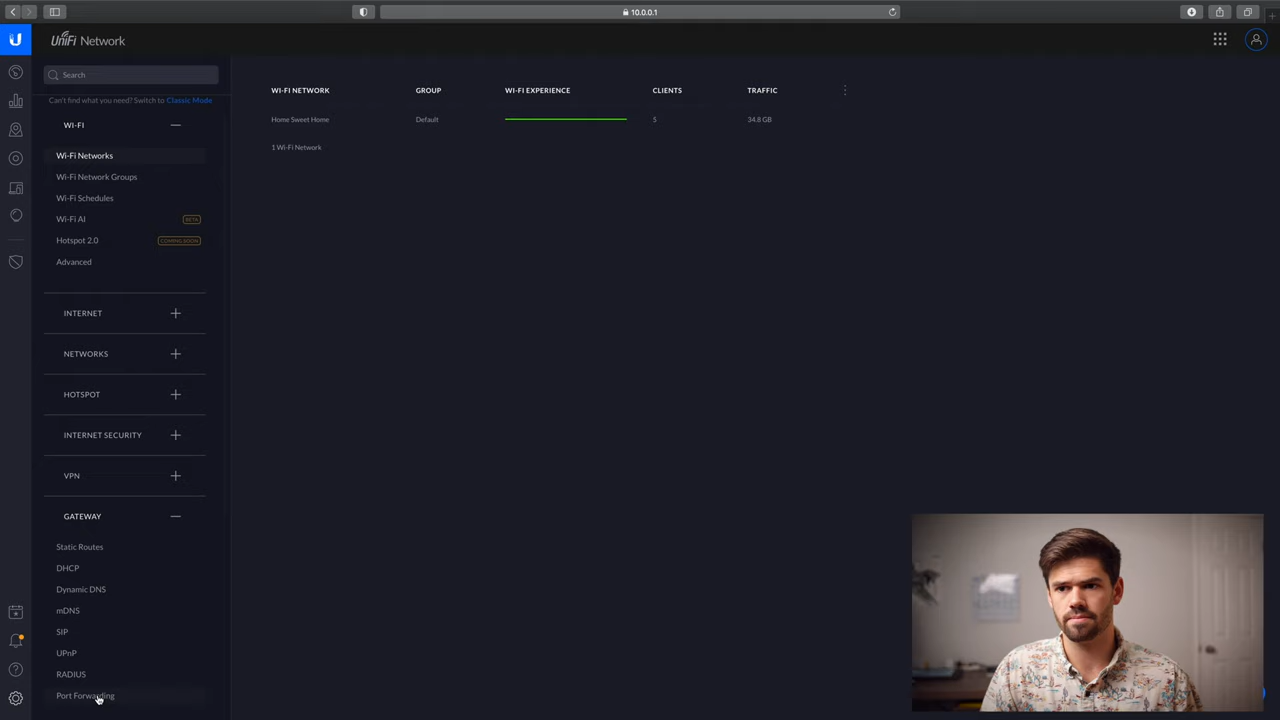 10.0.0.1
UniFi Network
Search
Can't find what you need? Switch to Classic Mode
WI-FI
Wi-Fi Networks
Wi-Fi Network Groups
Wi-Fi Schedules
Wi-Fi AI BETA
Hotspot 2.0 COMING SOON
Advanced
INTERNET
NETWORKS
HOTSPOT
INTERNET SECURITY
VPN
GATEWAY
Static Routes
DHCP
Dynamic DNS
mDNS
SIP
UPnP
RADIUS
Port Forwarding
WI-FI NETWORK GROUP WI-FI EXPERIENCE CLIENTS TRAFFIC
Home Sweet Home Default 5 34.8 GB
1 Wi-Fi Network